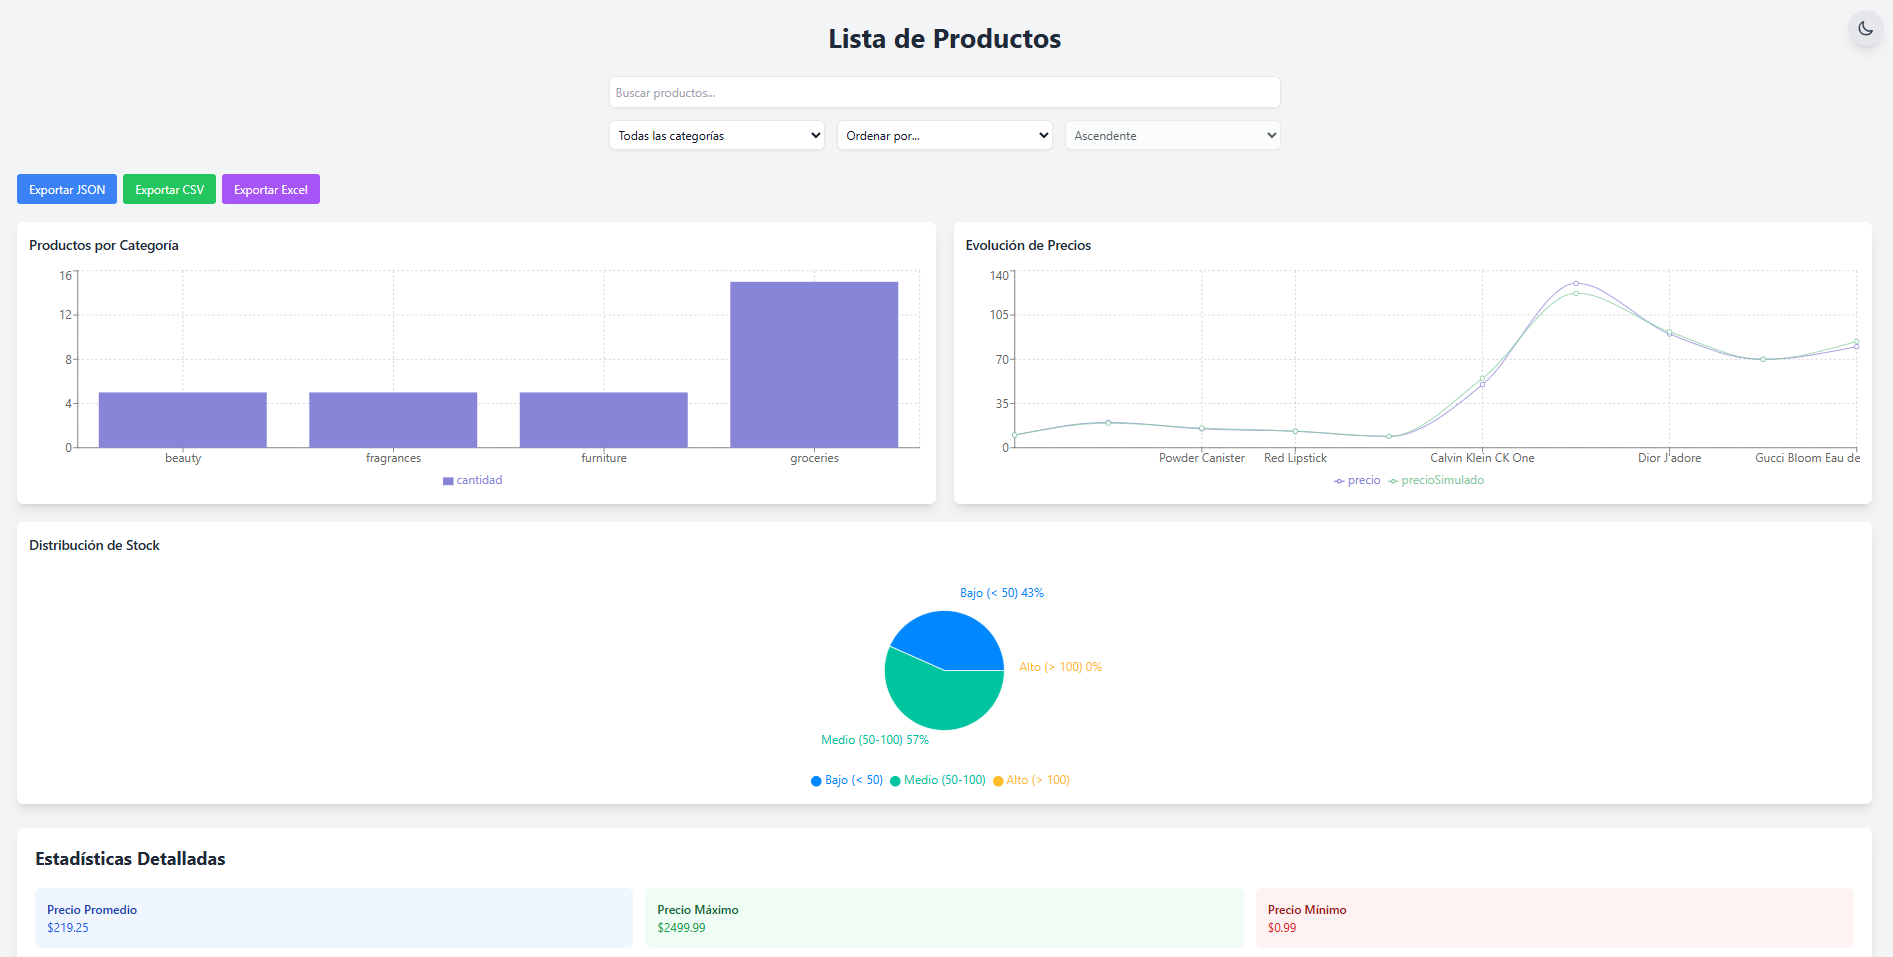 Lista de Productos
Buscar productos...
Todas las categorías
Ordenar por...
Ascendente
Exportar JSON
Exportar CSV
Exportar Excel
Productos por Categoría
16
12
8
4
0
beauty
fragrances
furniture
groceries
cantidad
Evolución de Precios
140
105
70
35
0
Powder Canister
Red Lipstick
Calvin Klein CK One
Dior J'adore
Gucci Bloom Eau de
precio
precioSimulado
Distribución de Stock
Bajo (< 50) 43%
Alto (> 100) 0%
Medio (50-100) 57%
Bajo (< 50)
Medio (50-100)
Alto (> 100)
Estadísticas Detalladas
Precio Promedio
$219.25
Precio Máximo
$2499.99
Precio Mínimo
$0.99